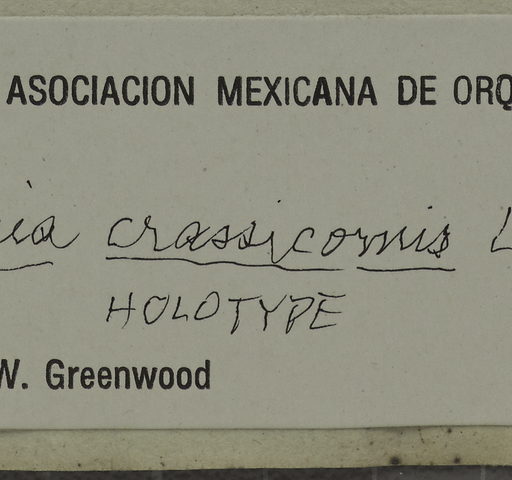 ASOCIACION MEXICANA DE ORQ
crassicornis L
HOLOTYPE
W. Greenwood